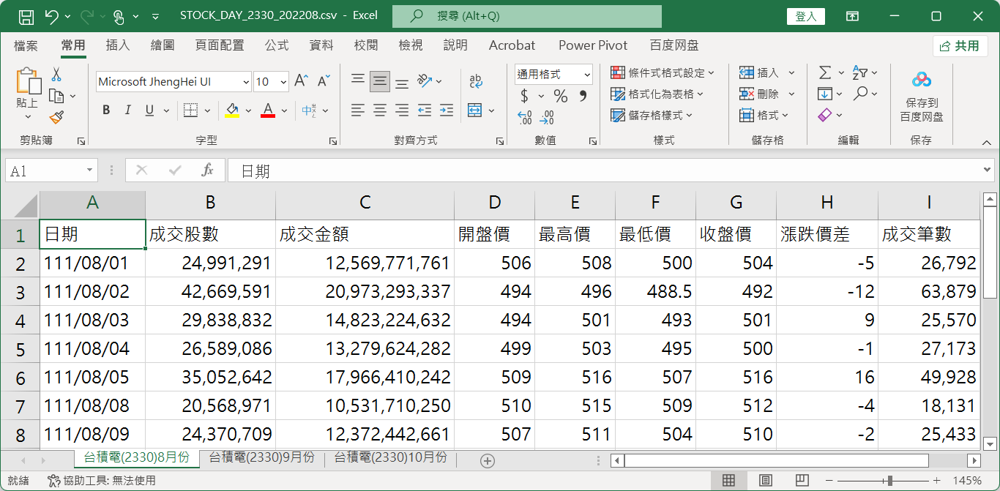 STOCK_DAY_2330_202208.csv - Excel
搜尋 (Alt+Q)
登入
檔案 常用 插入 繪圖 頁面配置 公式 資料 校閱 檢視 說明 Acrobat Power Pivot 百度网盘
共用
貼上
剪貼簿
Microsoft JhengHei UI 10 A A
B I U A 中
字型
ab
對齊方式
通用格式
$ % 9
.00 .00
數值
條件式格式設定
格式化為表格
儲存格樣式
樣式
插入
刪除
格式
儲存格
編輯
保存到
百度网盘
保存
A1 fx 日期
A B C D E F G H I
1 日期 成交股數 成交金額 開盤價 最高價 最低價 收盤價 漲跌價差 成交筆數
2 111/08/01 24,991,291 12,569,771,761 506 508 500 504 -5 26,792
3 111/08/02 42,669,591 20,973,293,337 494 496 488.5 492 -12 63,879
4 111/08/03 29,838,832 14,823,224,632 494 501 493 501 9 25,570
5 111/08/04 26,589,086 13,279,624,282 499 503 495 500 -1 27,173
6 111/08/05 35,052,642 17,966,410,242 509 516 507 516 16 49,928
7 111/08/08 20,568,971 10,531,710,250 510 515 509 512 -4 18,131
8 111/08/09 24,370,709 12,372,442,661 507 511 504 510 -2 25,433
台積電(2330)8月份 台積電(2330)9月份 台積電(2330)10月份
就緒 協助工具: 無法使用 145%